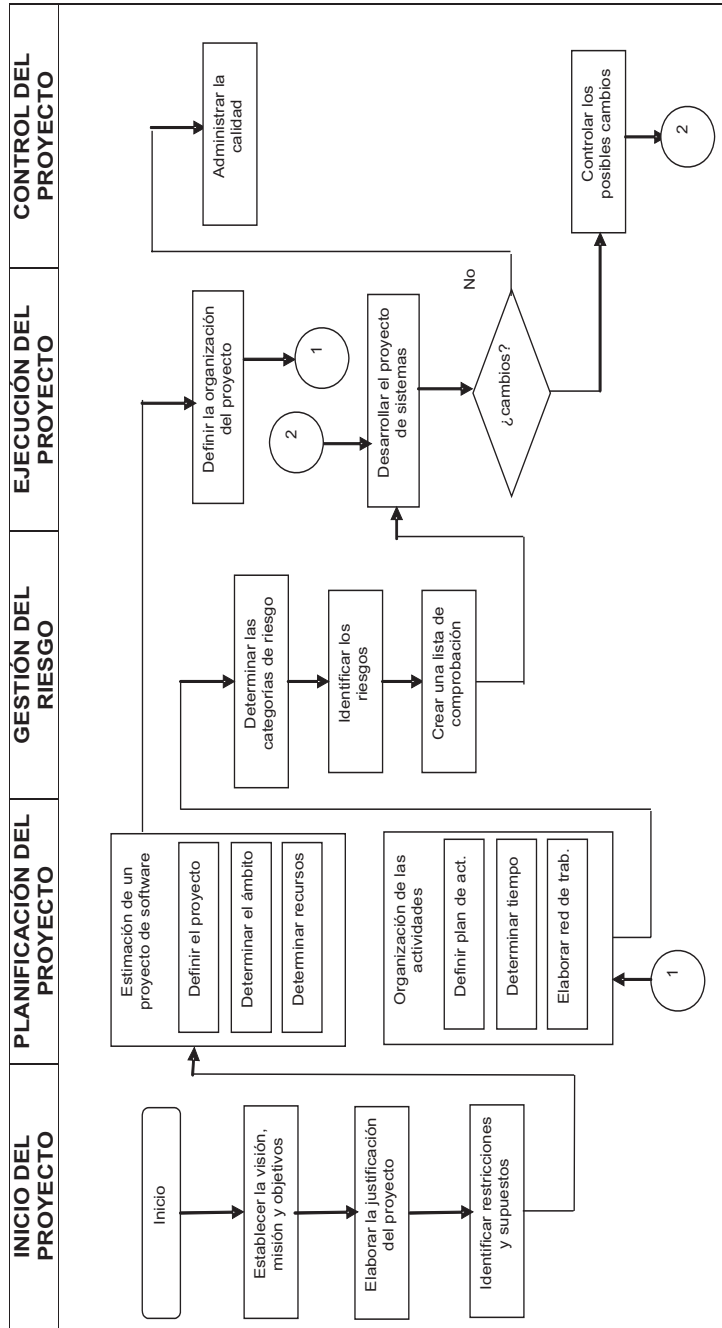 INICIO DEL
PROYECTO
PLANIFICACIÓN DEL
PROYECTO
GESTIÓN DEL
RIESGO
EJECUCIÓN DEL
PROYECTO
CONTROL DEL
PROYECTO
Inicio
Establecer la visión,
misión y objetivos
Elaborar la justificación
del proyecto
Identificar restricciones
y supuestos
Estimación de un
proyecto de software
Definir el proyecto
Determinar el ámbito
Determinar recursos
Organización de las
actividades
Definir plan de act.
Determinar tiempo
Elaborar red de trab.
1
Determinar las
categorías de riesgo
Identificar los
riesgos
Crear una lista de
comprobación
Definir la organización
del proyecto
1
2
Desarrollar el proyecto
de sistemas
¿cambios?
No
Administrar la
calidad
Controlar los
posibles cambios
2